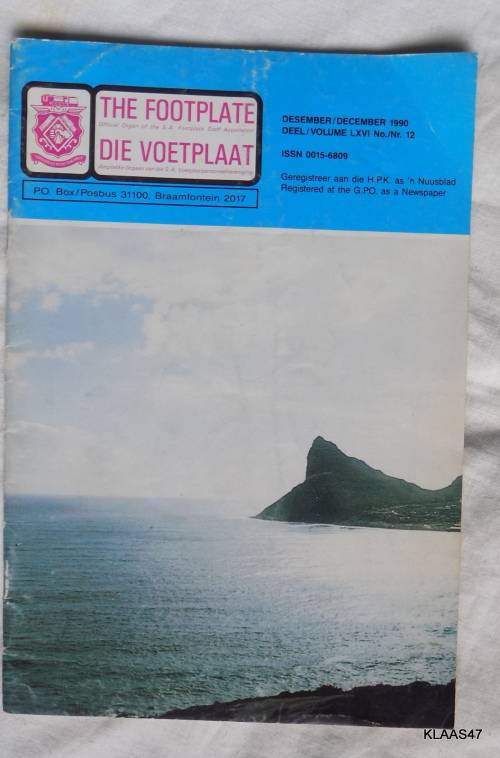 THE FOOTPLATE
Official Organ of the S.A. Footplate Staff Association
DIE VOETPLAAT
Amptelike Orgaan van die S.A. Voetplaatpersoneelvereniging
P.O. Box/Posbus 31100, Braamfontein 2017
DESEMBER/DECEMBER 1990
DEEL/VOLUME LXVI No./Nr. 12
ISSN 0015-6809
Geregistreer aan die H.P.K. as 'n Nuusblad
Registered at the G.P.O. as a Newspaper
KLAAS47